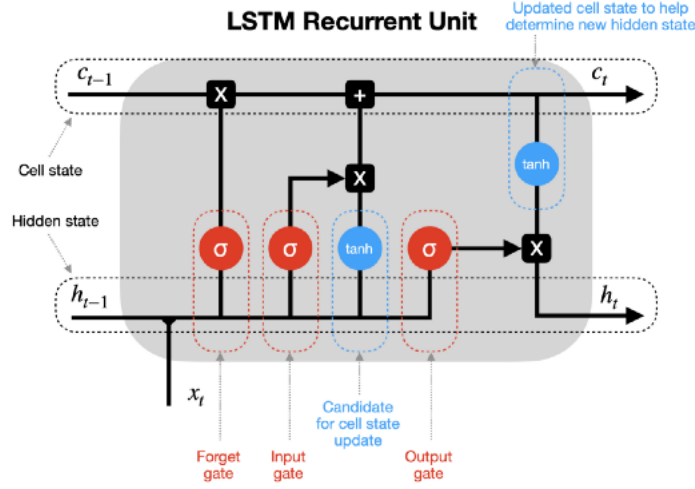 LSTM Recurrent Unit
Updated cell state to help
determine new hidden state
c_{t-1}
X
+
c_t
X
tanh
Cell state
Hidden state
σ
σ
tanh
σ
X
h_{t-1}
h_t
x_t
Forget
gate
Input
gate
Candidate
for cell state
update
Output
gate